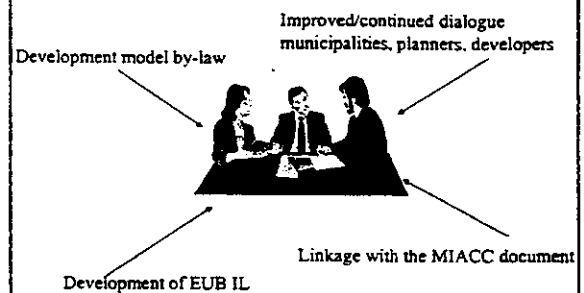 Improved/continued dialogue
municipalities, planners, developers
Development model by-law
Linkage with the MIACC document
Development of EUB IL